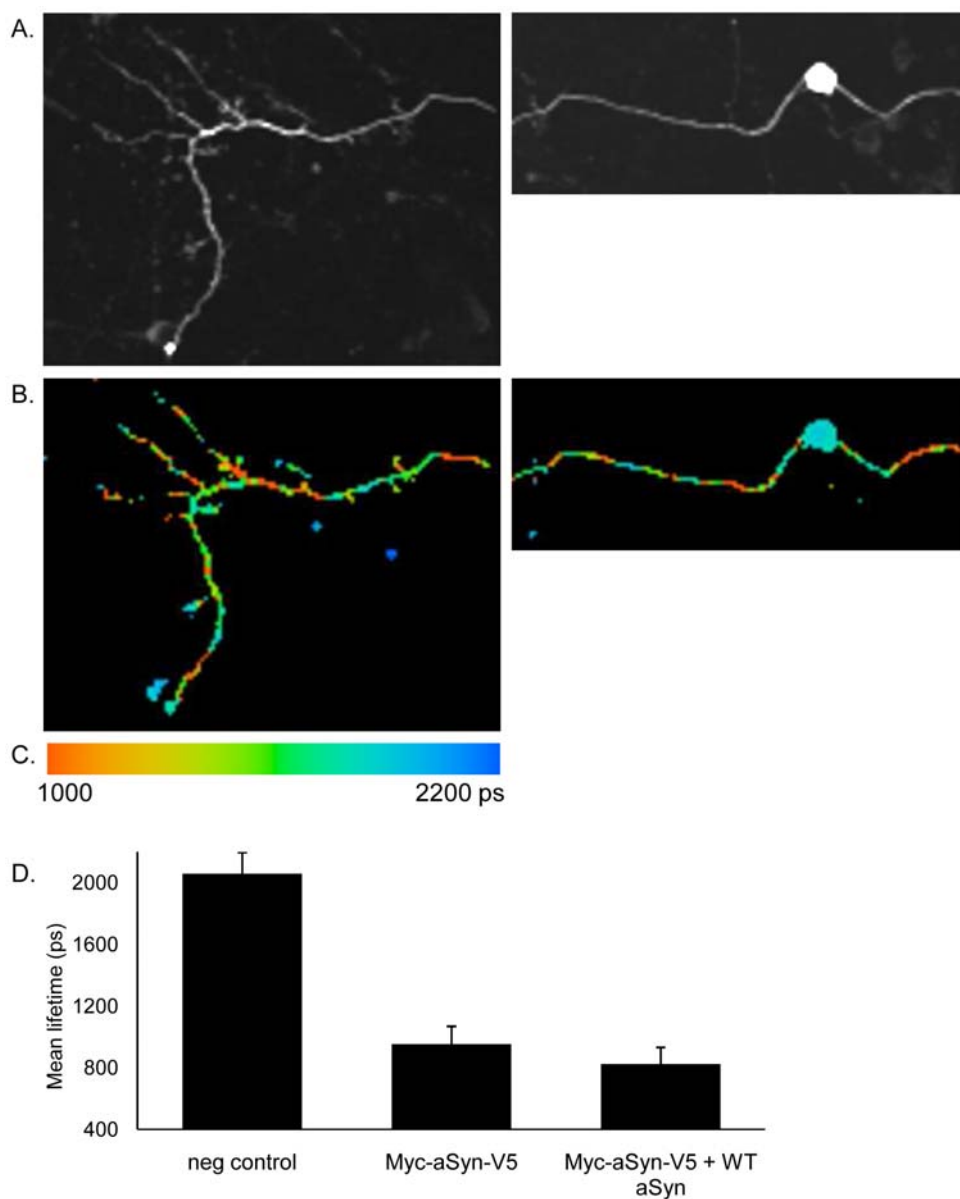 A.
B.
C.
1000 2200 ps
D.
Mean lifetime (ps)
2000
1600
1200
800
400
neg control
Myc-aSyn-V5
Myc-aSyn-V5 + WT
aSyn